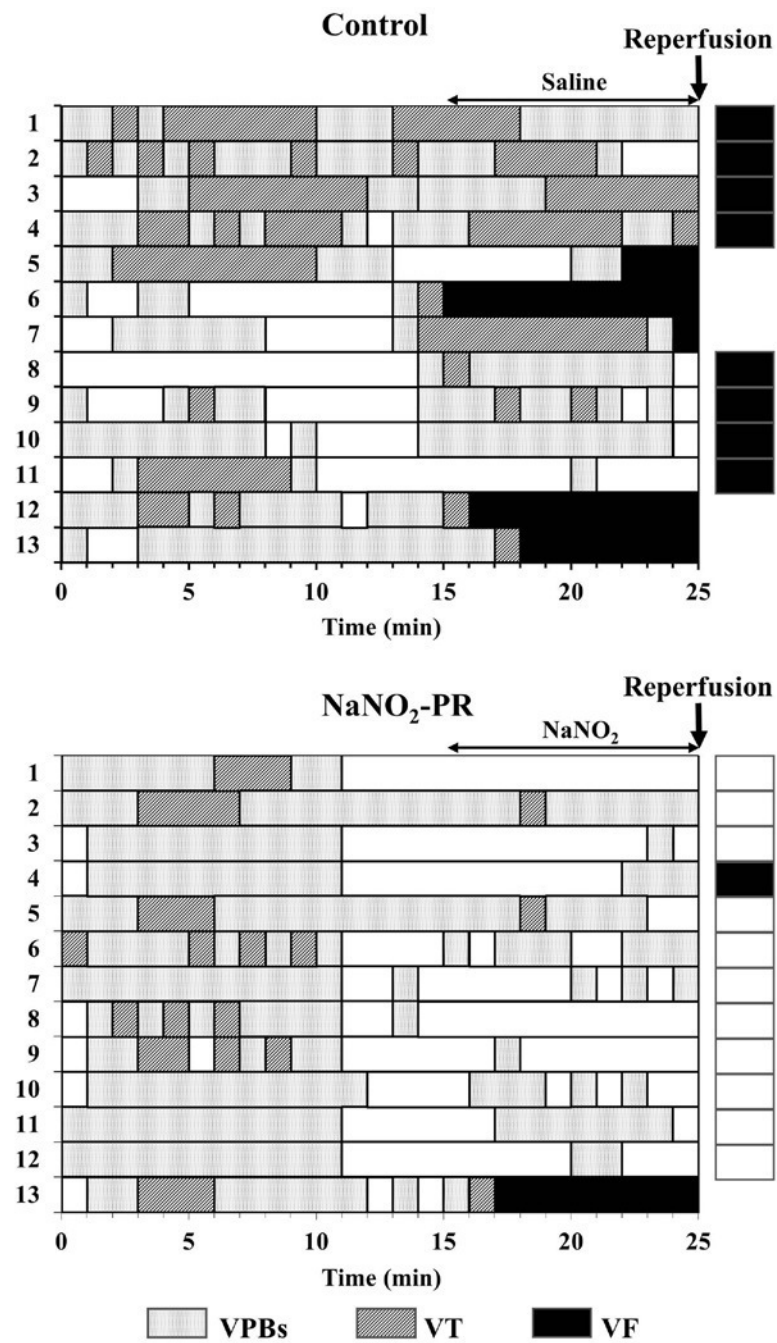 Control
Reperfusion
Saline
1
2
3
4
5
6
7
8
9
10
11
12
13
0 5 10 15 20 25
Time (min)
Reperfusion
NaNO₂-PR
NaNO₂
1
2
3
4
5
6
7
8
9
10
11
12
13
0 5 10 15 20 25
Time (min)
VPBs VT VF